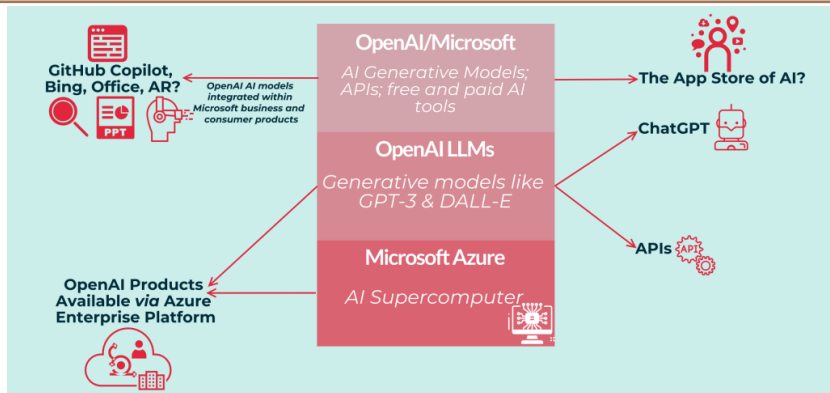 GitHub Copilot,
Bing, Office, AR?
PPT
OpenAI AI models
integrated within
Microsoft business and
consumer products
OpenAI/Microsoft
AI Generative Models;
APIs; free and paid AI
tools
The App Store of AI?
ChatGPT
OpenAI LLMs
Generative models like
GPT-3 & DALL-E
APIs
API
Microsoft Azure
AI Supercomputer
OpenAI Products
Available via Azure
Enterprise Platform